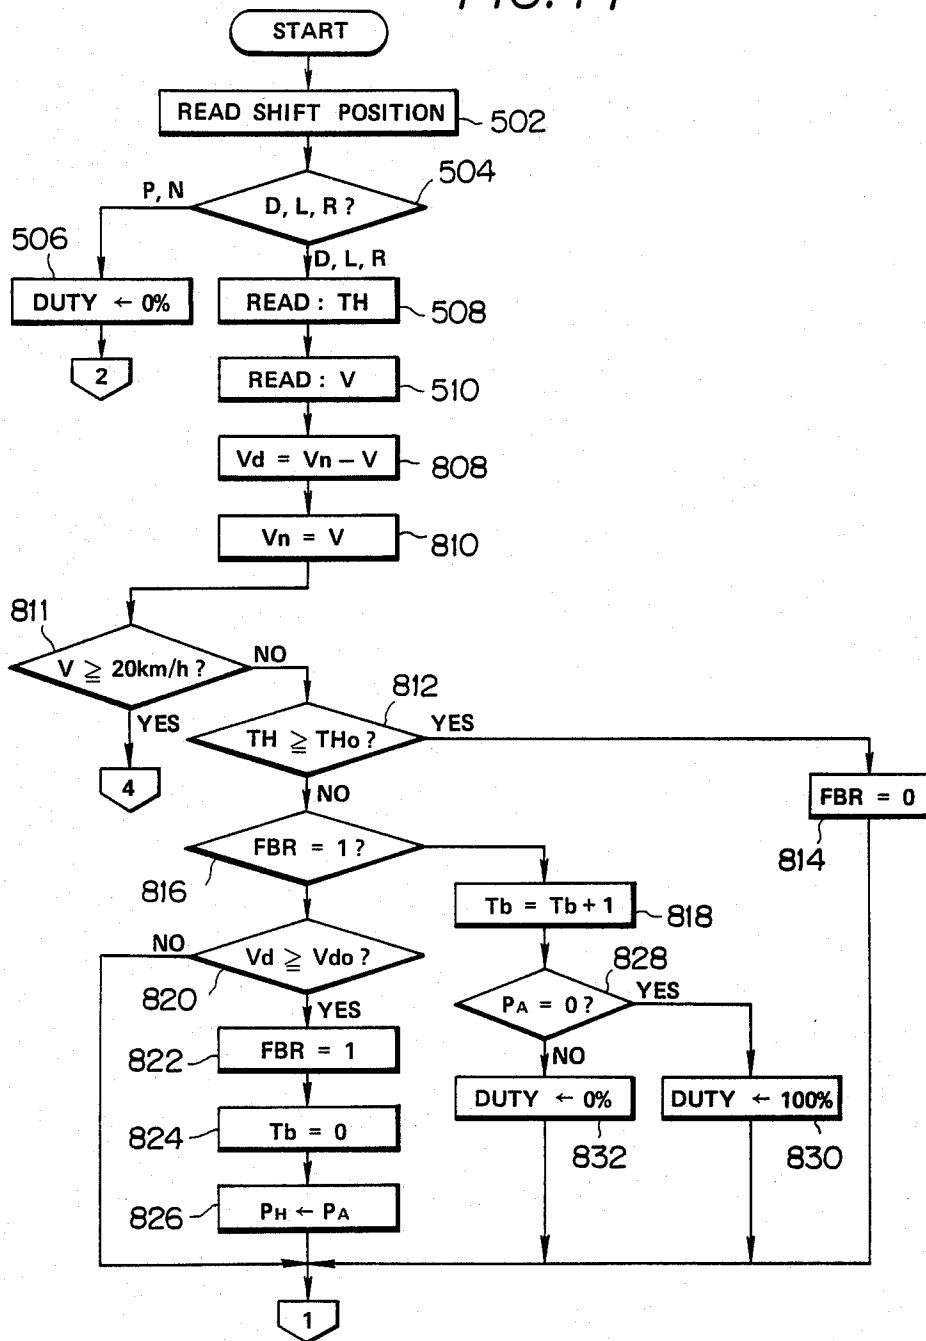 START
READ SHIFT POSITION
502
504
P, N
D, L, R ?
506
D, L, R
DUTY ← 0%
READ : TH
508
2
READ : V
510
Vd = Vn − V
808
Vn = V
810
811
V ≧ 20km/h ?
NO
812
YES
TH ≧ THo ?
YES
4
NO
FBR = 0
814
FBR = 1 ?
816
Tb = Tb + 1
818
NO
Vd ≧ Vdo ?
820
828
PA = 0 ?
YES
YES
FBR = 1
822
NO
DUTY ← 0%
832
DUTY ← 100%
830
Tb = 0
824
PH ← PA
826
1